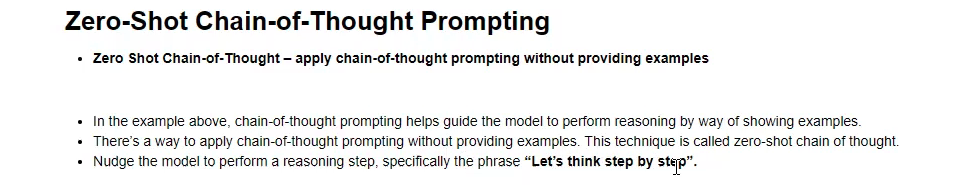 Zero-Shot Chain-of-Thought Prompting
• Zero Shot Chain-of-Thought – apply chain-of-thought prompting without providing examples
• In the example above, chain-of-thought prompting helps guide the model to perform reasoning by way of showing examples.
• There's a way to apply chain-of-thought prompting without providing examples. This technique is called zero-shot chain of thought.
• Nudge the model to perform a reasoning step, specifically the phrase “Let's think step by step”.